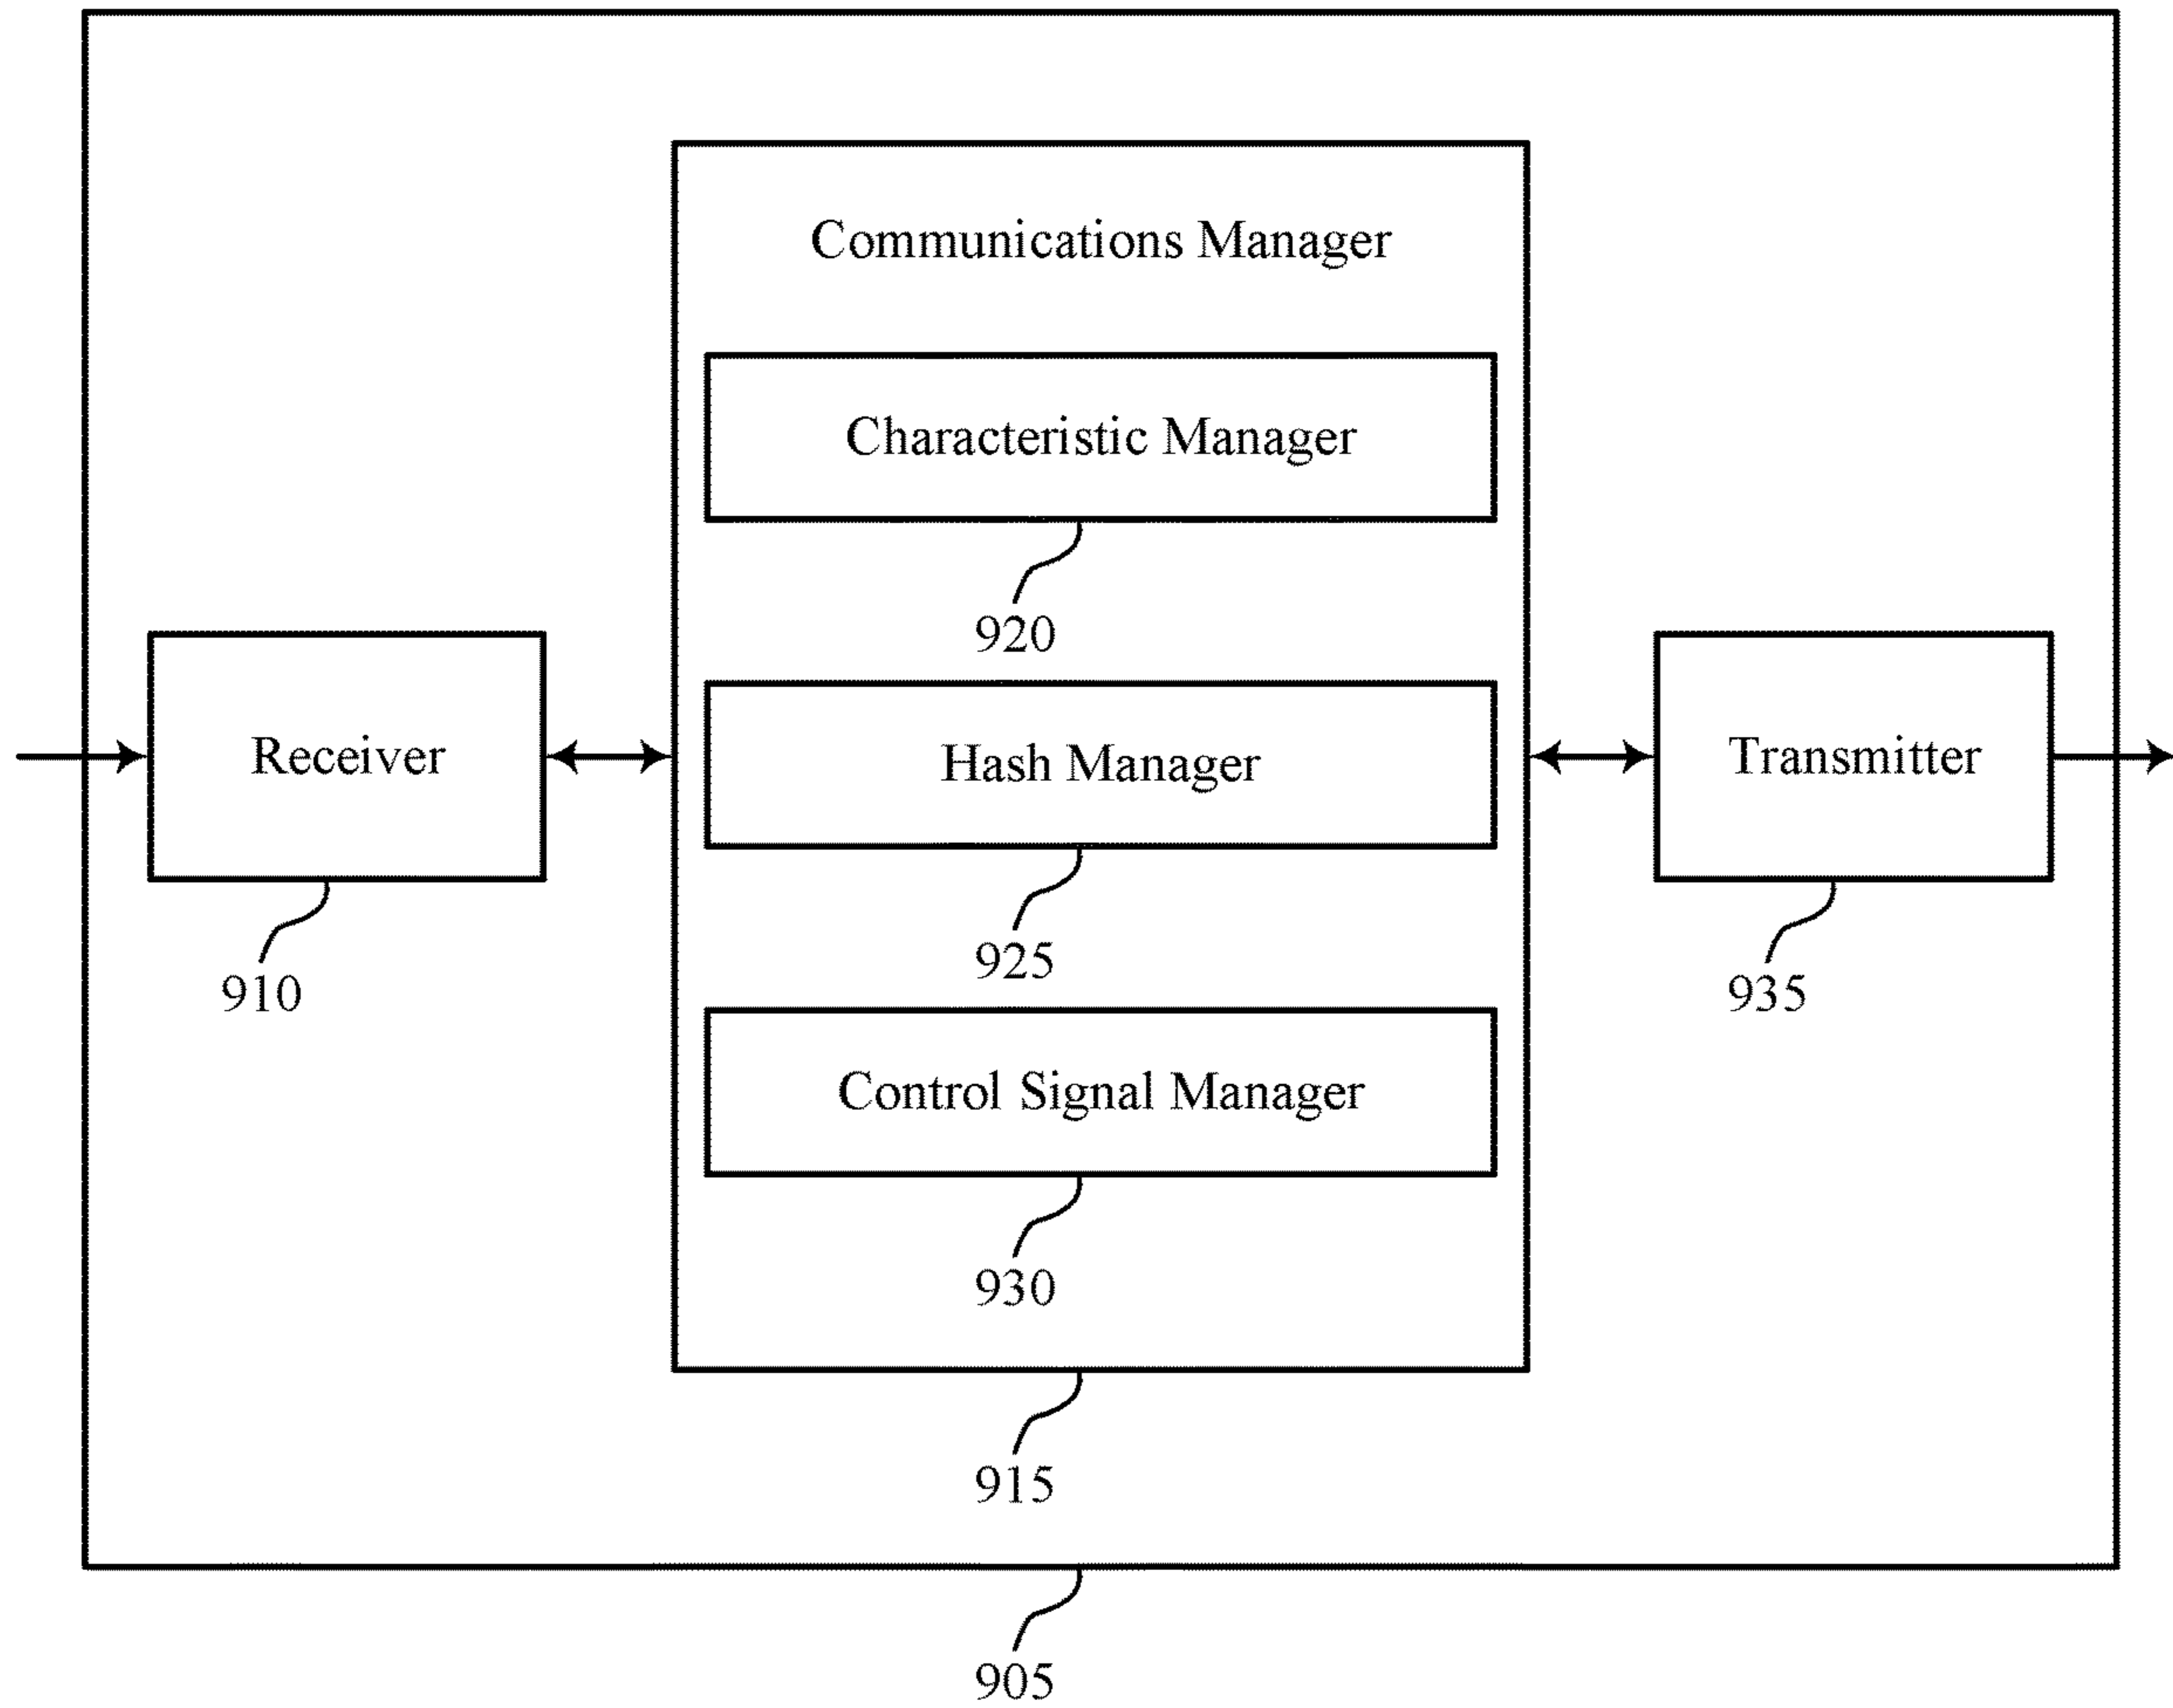 Communications Manager
Characteristic Manager
920
Receiver
910
Hash Manager
925
Transmitter
935
Control Signal Manager
930
915
905